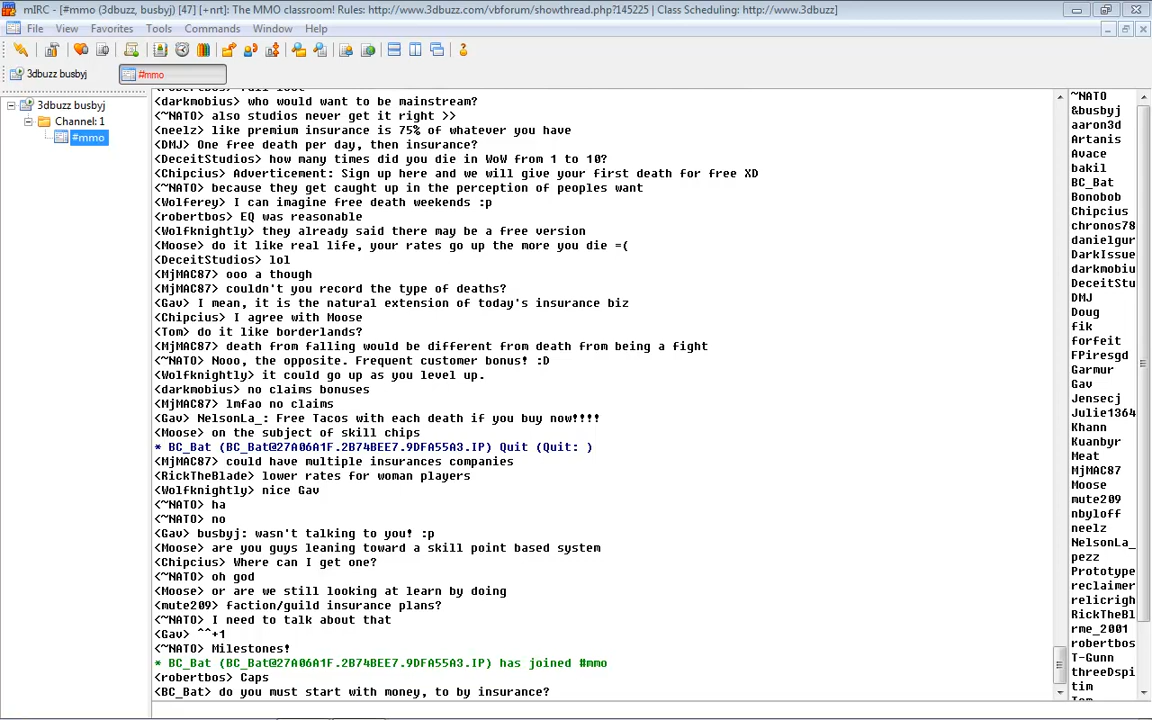 mIRC - [#mmo (3dbuzz, busbyj) [47] [+nrt]: The MMO classroom! Rules: http://www.3dbuzz.com/vbforum/showthread.php?145225 | Class Scheduling: http://www.3dbuzz]
File View Favorites Tools Commands Window Help
3dbuzz busbyj #mmo
3dbuzz busbyj
Channel: 1
#mmo
<darkmobius> who would want to be mainstream?
<~NATO> also studios never get it right >>
<neelz> like premium insurance is 75% of whatever you have
<DMJ> One free death per day, then insurance?
<DeceitStudios> how many times did you die in WoW from 1 to 10?
<Chipcius> Adverticement: Sign up here and we will give your first death for free XD
<~NATO> because they get caught up in the perception of peoples want
<Wolferey> I can imagine free death weekends :p
<robertbos> EQ was reasonable
<Wolfknightly> they already said there may be a free version
<Moose> do it like real life, your rates go up the more you die =(
<DeceitStudios> lol
<MjMAC87> ooo a though
<MjMAC87> couldn't you record the type of deaths?
<Gav> I mean, it is the natural extension of today's insurance biz
<Chipcius> I agree with Moose
<Tom> do it like borderlands?
<MjMAC87> death from falling would be different from death from being a fight
<~NATO> Nooo, the opposite. Frequent customer bonus! :D
<Wolfknightly> it could go up as you level up.
<darkmobius> no claims bonuses
<MjMAC87> lmfao no claims
<Gav> NelsonLa_: Free Tacos with each death if you buy now!!!!
<Moose> on the subject of skill chips
* BC_Bat (BC_Bat@27A06A1F.2B74BEE7.9DFA55A3.IP) Quit (Quit: )
<MjMAC87> could have multiple insurances companies
<RickTheBlade> lower rates for woman players
<Wolfknightly> nice Gav
<~NATO> ha
<~NATO> no
<Gav> busbyj: wasn't talking to you! :p
<Moose> are you guys leaning toward a skill point based system
<Chipcius> Where can I get one?
<~NATO> oh god
<Moose> or are we still looking at learn by doing
<mute209> faction/guild insurance plans?
<~NATO> I need to talk about that
<Gav> ^^+1
<~NATO> Milestones!
* BC_Bat (BC_Bat@27A06A1F.2B74BEE7.9DFA55A3.IP) has joined #mmo
<robertbos> Caps
<BC_Bat> do you must start with money, to by insurance?
~NATO
&busbyj
aaron3d
Artanis
Avace
bakil
BC_Bat
Bonobob
Chipcius
chronos78
danielgur
DarkIssue
darkmobiu
DeceitStu
DMJ
Doug
fik
forfeit
FPiresgd
Garmur
Gav
Jensecj
Julie1364
Khann
Kuanbyr
Meat
MjMAC87
Moose
mute209
nbyloff
neelz
NelsonLa_
pezz
Prototype
reclaimer
relicrigh
RickTheBl
rme_2001
robertbos
T-Gunn
threeDspi
tim